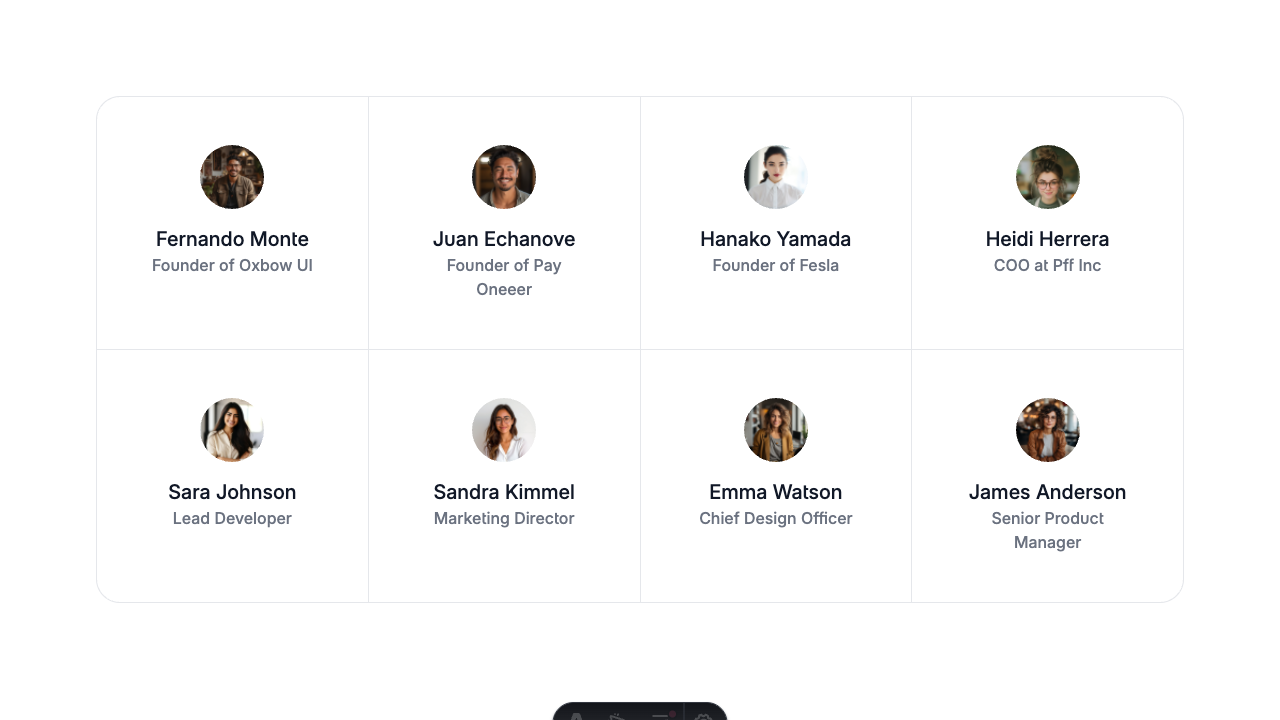 Fernando Monte
Founder of Oxbow UI
Juan Echanove
Founder of Pay
Oneeer
Hanako Yamada
Founder of Fesla
Heidi Herrera
COO at Pff Inc
Sara Johnson
Lead Developer
Sandra Kimmel
Marketing Director
Emma Watson
Chief Design Officer
James Anderson
Senior Product
Manager